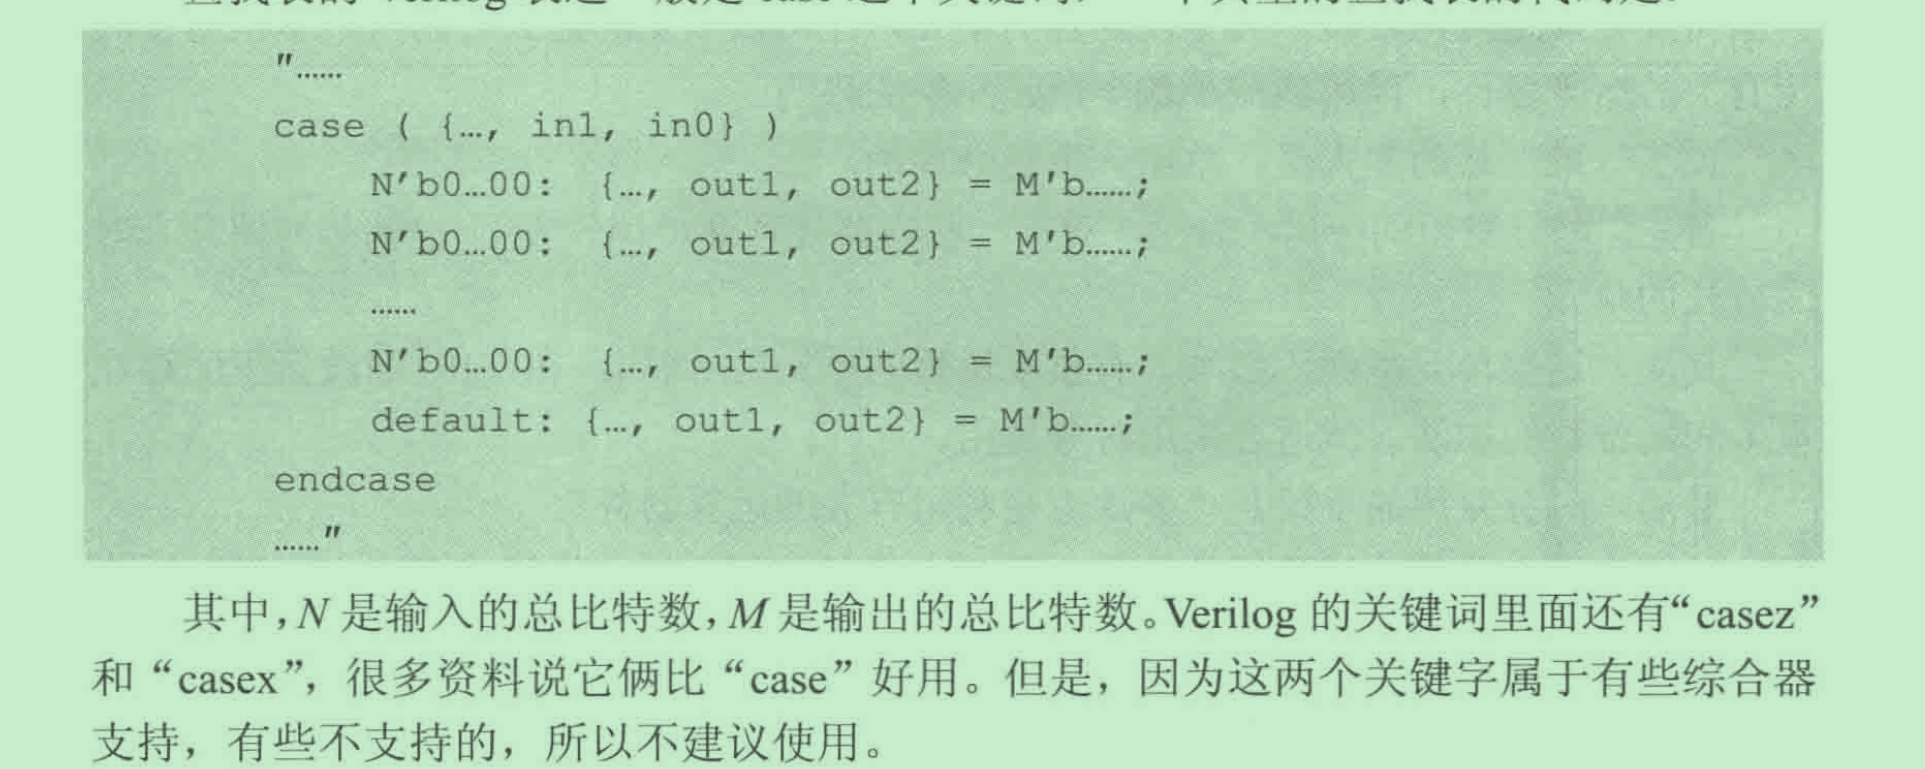 "……
case ( {…, in1, in0} )
N'b0…00: {…, out1, out2} = M'b……;
N'b0…00: {…, out1, out2} = M'b……;
……
N'b0…00: {…, out1, out2} = M'b……;
default: {…, out1, out2} = M'b……;
endcase
……"
其中，N 是输入的总比特数，M 是输出的总比特数。Verilog 的关键词里面还有“casez”
和“casex”，很多资料说它俩比“case”好用。但是，因为这两个关键字属于有些综合器
支持，有些不支持的，所以不建议使用。